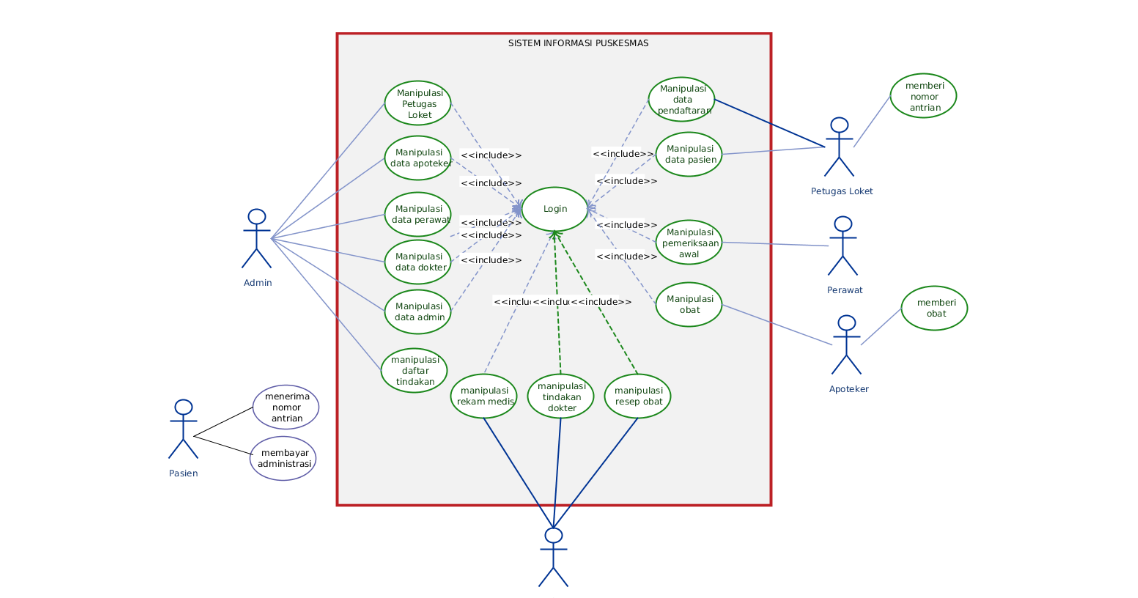 SISTEM INFORMASI PUSKESMAS
Manipulasi
Petugas
Loket
Manipulasi
data apoteker
Manipulasi
data perawat
Manipulasi
data dokter
Manipulasi
data admin
manipulasi
daftar
tindakan
<<include>>
<<include>>
<<include>>
<<include>>
<<include>>
Login
<<include>>
<<include>>
<<include>>
<<include>>
Manipulasi
data
pendaftaran
Manipulasi
data pasien
Manipulasi
pemeriksaan
awal
Manipulasi
obat
<<inclu
<<inclu
<<include>>
manipulasi
rekam medis
manipulasi
tindakan
dokter
manipulasi
resep obat
Admin
menerima
nomor
antrian
membayar
administrasi
Pasien
memberi
nomor
antrian
Petugas Loket
Perawat
memberi
obat
Apoteker